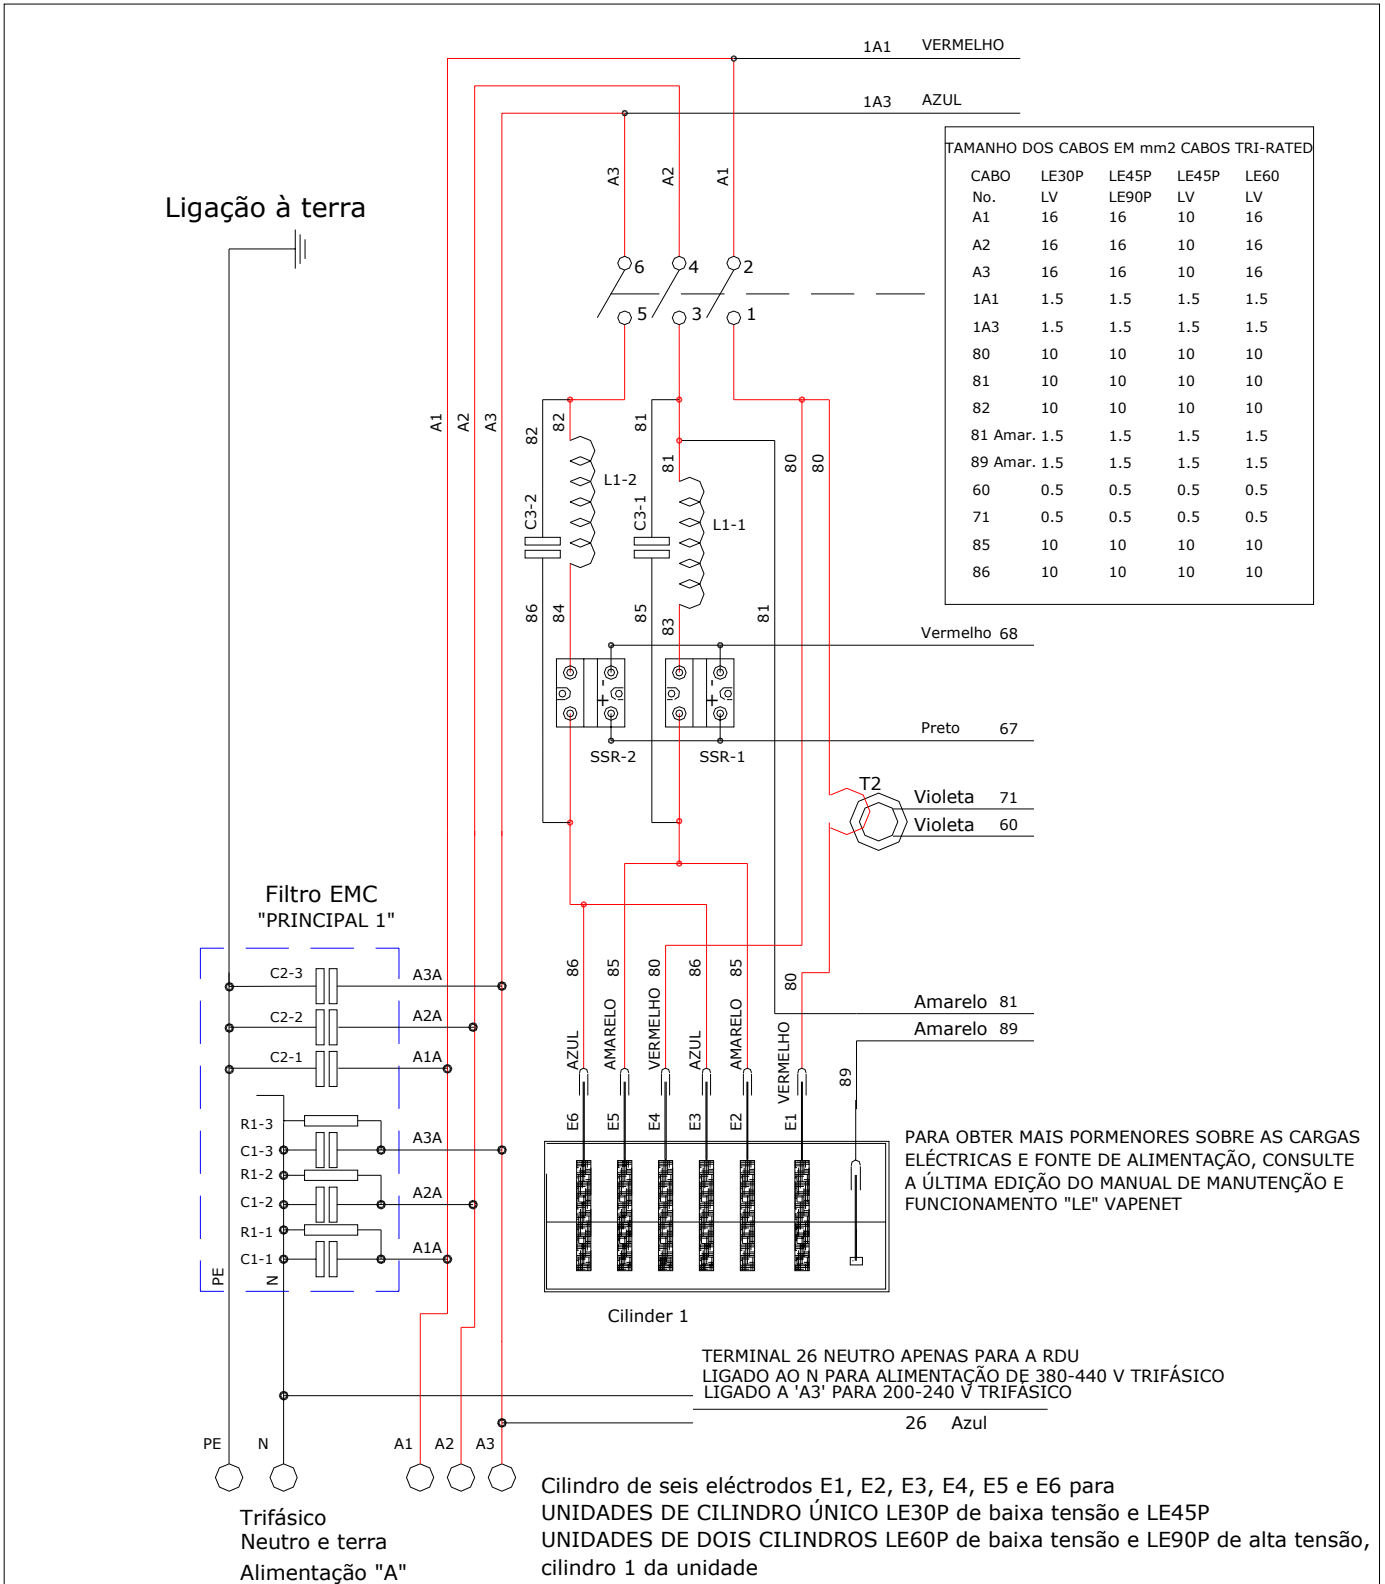 1A1 VERMELHO
1A3 AZUL
TAMANHO DOS CABOS EM mm2 CABOS TRI-RATED
CABO LE30P LE45P LE45P LE60
No. LV LE90P LV LV
A1 16 16 10 16
A2 16 16 10 16
A3 16 16 10 16
1A1 1.5 1.5 1.5 1.5
1A3 1.5 1.5 1.5 1.5
80 10 10 10 10
81 10 10 10 10
82 10 10 10 10
81 Amar. 1.5 1.5 1.5 1.5
89 Amar. 1.5 1.5 1.5 1.5
60 0.5 0.5 0.5 0.5
71 0.5 0.5 0.5 0.5
85 10 10 10 10
86 10 10 10 10
A3 A2 A1
Ligação à terra
6 4 2
5 3 1
A1 A2 A3
82 82 81 81 80 80
L1-2
C3-2 C3-1
L1-1
86 84 85 83 81
Vermelho 68
- -
+ +
Preto 67
SSR-2 SSR-1
T2
Violeta 71
Violeta 60
Filtro EMC
"PRINCIPAL 1"
C2-3 A3A
C2-2 A2A
C2-1 A1A
R1-3
C1-3 A3A
R1-2
C1-2 A2A
R1-1
C1-1 A1A
PE N
86 85 80 86 85 80
AZUL AMARELO VERMELHO AZUL AMARELO VERMELHO
Amarelo 81
Amarelo 89
89
E6 E5 E4 E3 E2 E1
PARA OBTER MAIS PORMENORES SOBRE AS CARGAS
ELÉCTRICAS E FONTE DE ALIMENTAÇÃO, CONSULTE
A ÚLTIMA EDIÇÃO DO MANUAL DE MANUTENÇÃO E
FUNCIONAMENTO "LE" VAPENET
Cilinder 1
TERMINAL 26 NEUTRO APENAS PARA A RDU
LIGADO AO N PARA ALIMENTAÇÃO DE 380-440 V TRIFÁSICO
LIGADO A 'A3' PARA 200-240 V TRIFÁSICO
26 Azul
PE N A1 A2 A3
Trifásico
Neutro e terra
Alimentação "A"
Cilindro de seis eléctrodos E1, E2, E3, E4, E5 e E6 para
UNIDADES DE CILINDRO ÚNICO LE30P de baixa tensão e LE45P
UNIDADES DE DOIS CILINDROS LE60P de baixa tensão e LE90P de alta tensão,
cilindro 1 da unidade